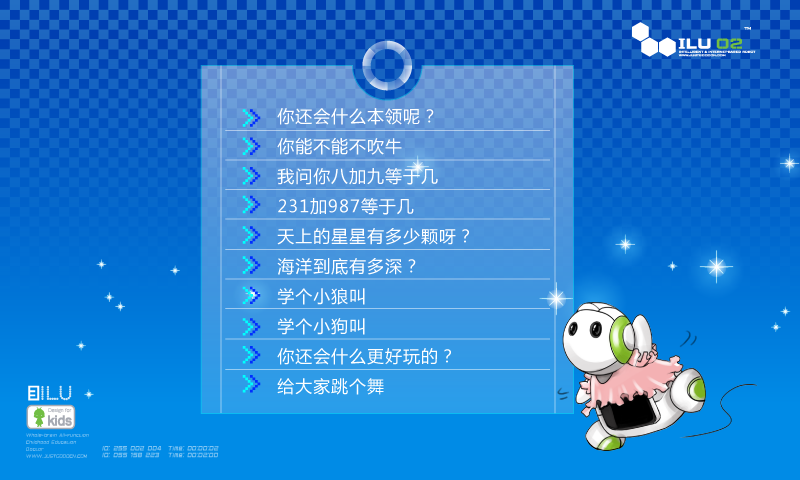 ILU 02 ™
你还会什么本领呢？
你能不能不吹牛
我问你八加九等于几
231加987等于几
天上的星星有多少颗呀？
海洋到底有多深？
学个小狼叫
学个小狗叫
你还会什么更好玩的？
给大家跳个舞
ILU
Design for
kids